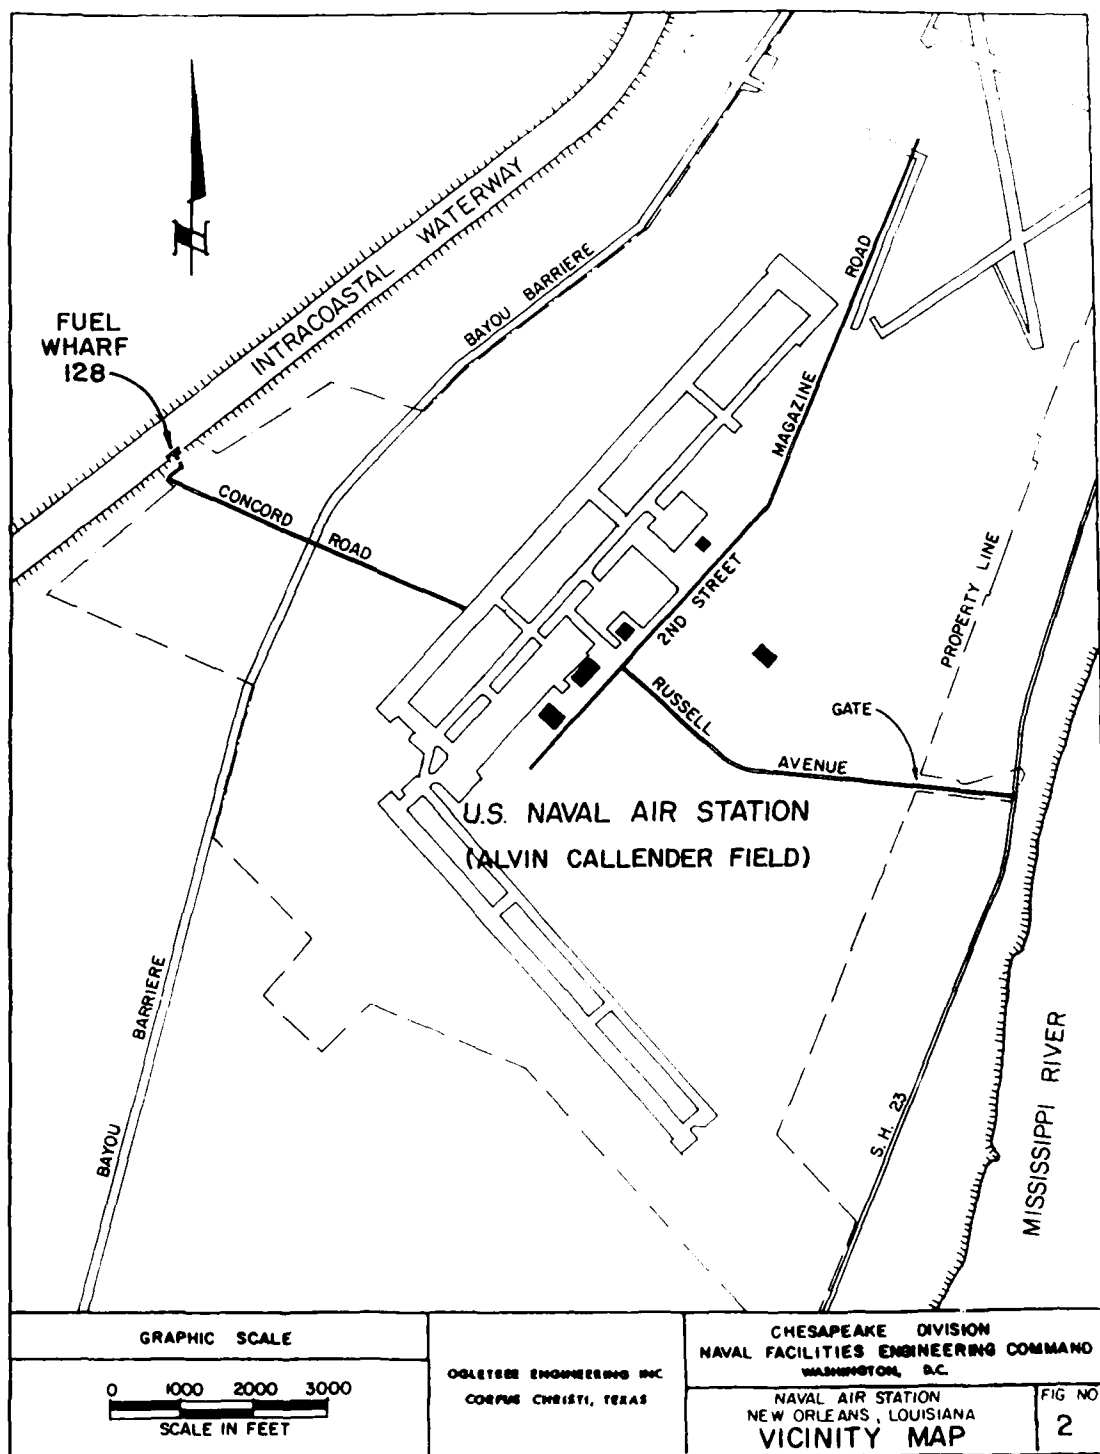 INTRACOASTAL WATERWAY
BAYOU BARRIERE
ROAD
MAGAZINE
FUEL
WHARF
128
CONCORD
ROAD
2ND STREET
PROPERTY LINE
RUSSELL
AVENUE
GATE
U.S. NAVAL AIR STATION
(ALVIN CALLENDER FIELD)
BAYOU BARRIERE
S.H. 23
MISSISSIPPI RIVER
GRAPHIC SCALE
0 1000 2000 3000
SCALE IN FEET
OGLETREE ENGINEERING INC
CORPUS CHRISTI, TEXAS
CHESAPEAKE DIVISION
NAVAL FACILITIES ENGINEERING COMMAND
WASHINGTON, D.C.
NAVAL AIR STATION
NEW ORLEANS, LOUISIANA
VICINITY MAP
FIG NO
2
N